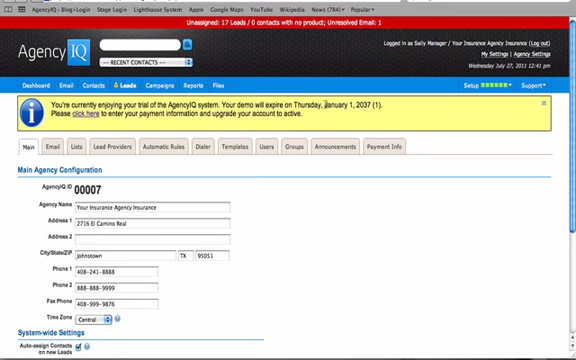 AgencyIQ - Blog>Login Stage Login Lighthouse System Apple Google Maps YouTube Wikipedia News (784) Popular
Unassigned: 17 Leads / 0 contacts with no product; Unresolved Email: 1
Agency IQ
-- RECENT CONTACTS --
Logged in as Sally Manager / Your Insurance Agency Insurance (Log out)
My Settings | Agency Settings
Wednesday July 27, 2011 6:41 pm
Dashboard Email Contacts Leads Campaigns Reports Files Setup Support
You're currently enjoying your trial of the AgencyIQ system. Your demo will expire on Thursday, January 1, 2037 (1).
Please click here to enter your payment information and upgrade your account to active.
Main Email Lists Lead Providers Automatic Rules Dialer Templates Users Groups Announcements Payment Info
Main Agency Configuration
AgencyIQ ID 00007
Agency Name Your Insurance Agency Insurance
Address 1 2716 El Camino Real
Address 2
City/State/ZIP Johnstown TX 95051
Phone 1 408-241-8888
Phone 2 888-888-9999
Fax Phone 408-999-9876
Time Zone Central
System-wide Settings
Auto-assign Contacts
on new Leads